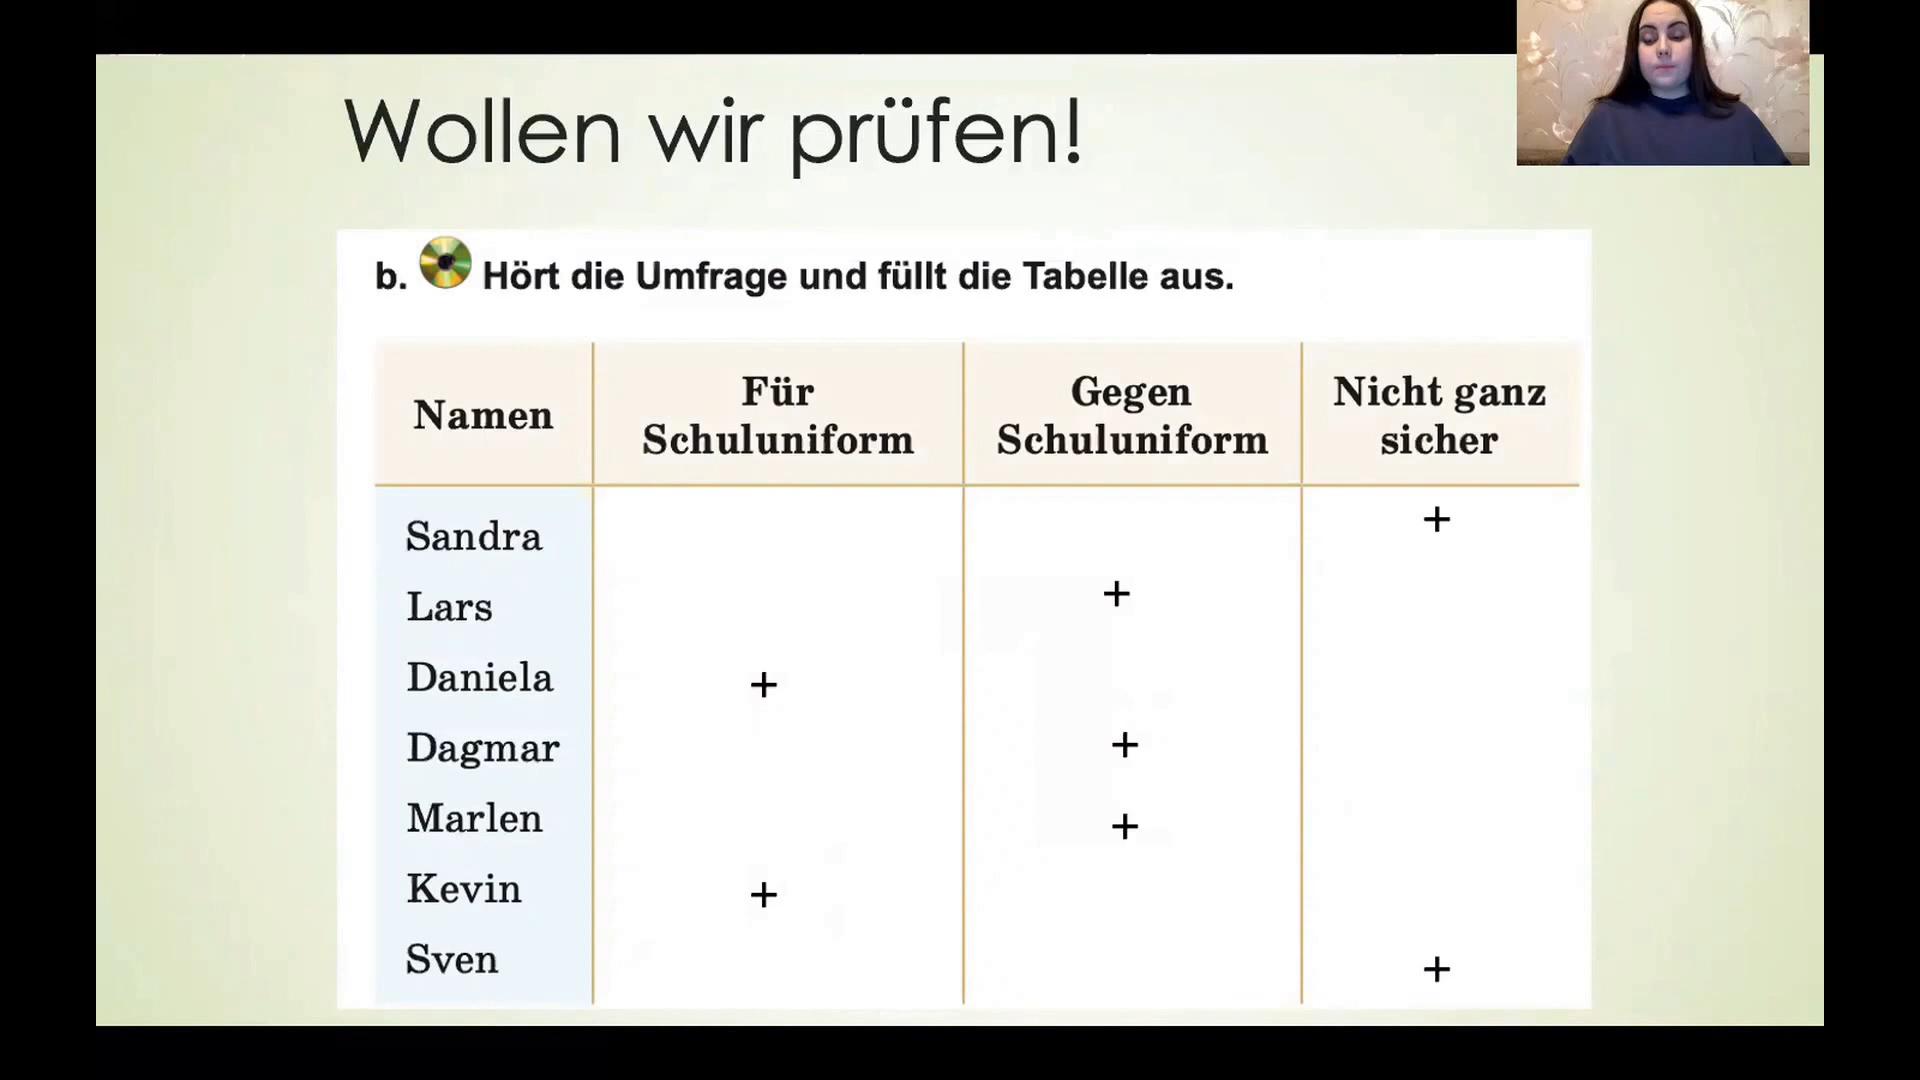 Wollen wir prüfen!
b. Hört die Umfrage und füllt die Tabelle aus.
Namen Für Schuluniform Gegen Schuluniform Nicht ganz sicher
Sandra +
Lars +
Daniela +
Dagmar +
Marlen +
Kevin +
Sven +